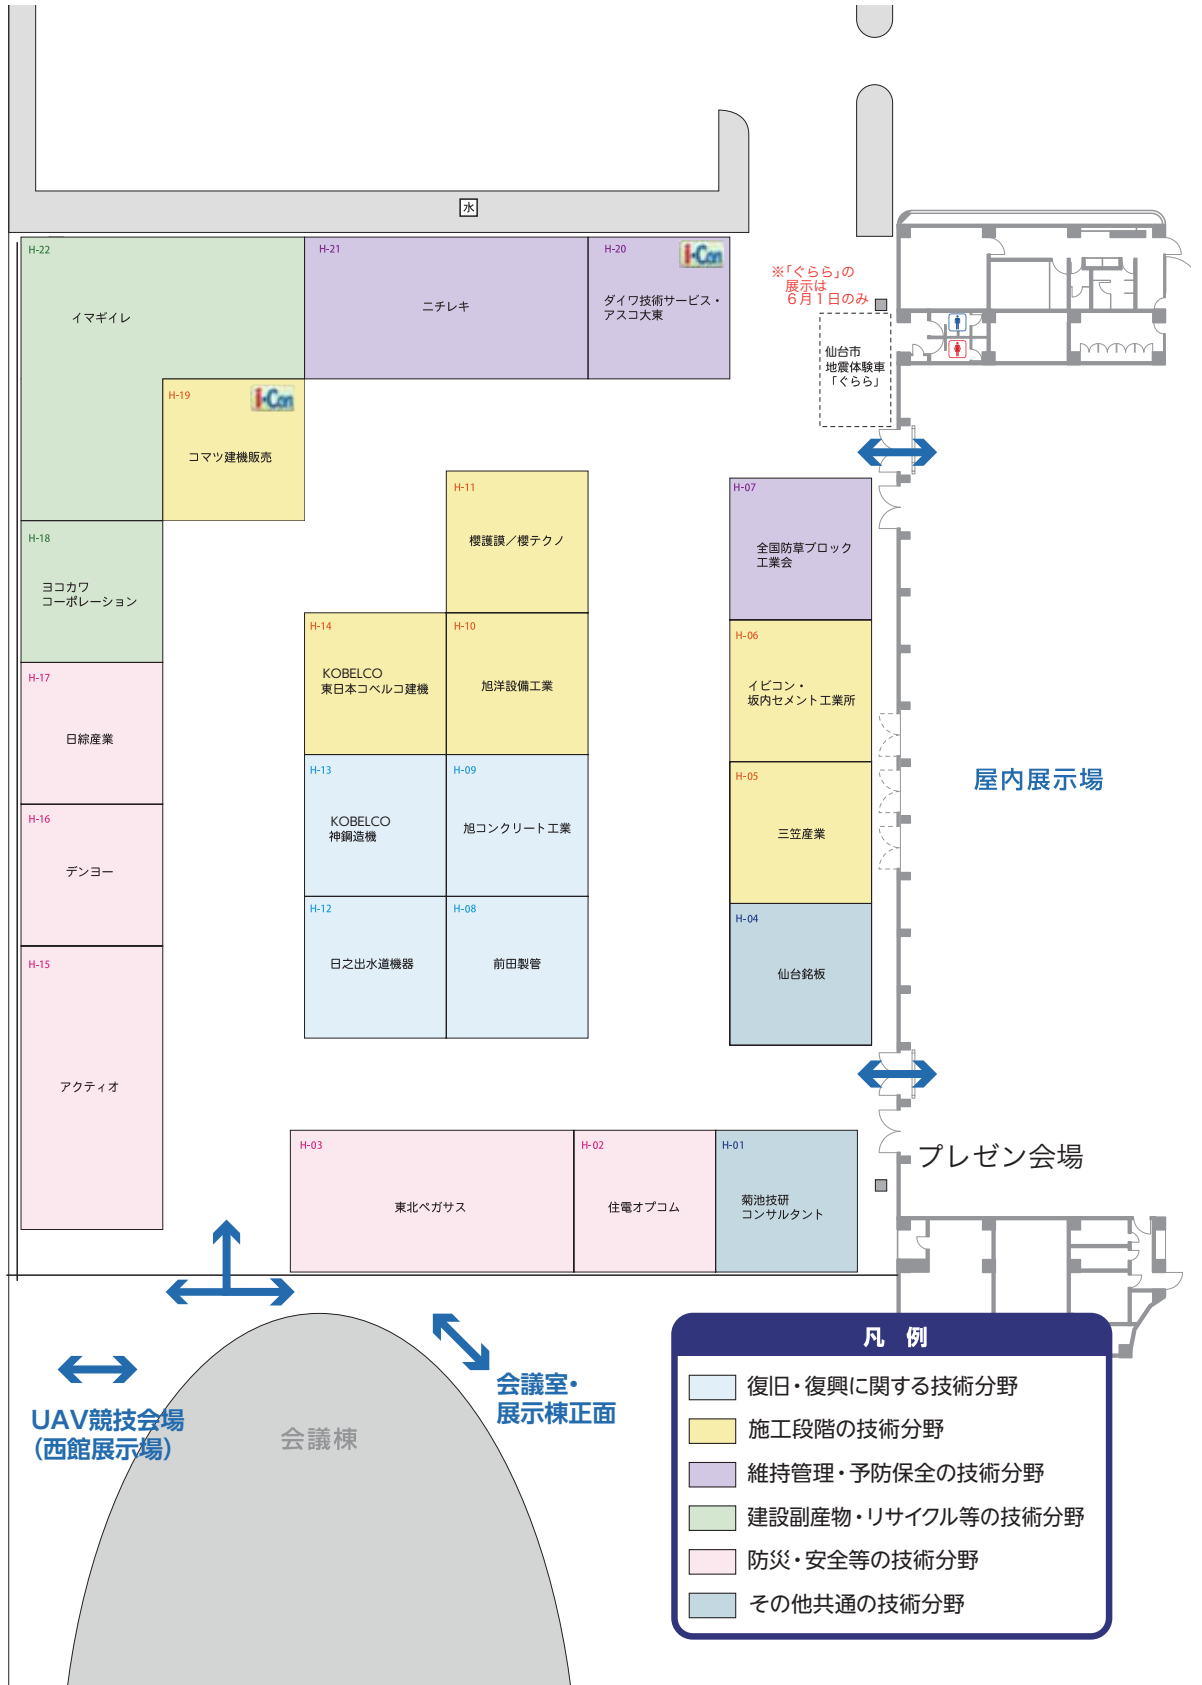 水
H-22
イマギイレ
H-21
ニチレキ
H-20
i-Con
ダイワ技術サービス・
アスコ大東
※「ぐらら」の
展示は
6月1日のみ
仙台市
地震体験車
「ぐらら」
H-19
i-Con
コマツ建機販売
H-18
ヨコカワ
コーポレーション
H-17
日綜産業
H-16
デンヨー
H-15
アクティオ
H-11
櫻護膜／櫻テクノ
H-14
KOBELCO
東日本コベルコ建機
H-10
旭洋設備工業
H-13
KOBELCO
神鋼造機
H-09
旭コンクリート工業
H-12
日之出水道機器
H-08
前田製管
H-07
全国防草ブロック
工業会
H-06
イビコン・
坂内セメント工業所
H-05
三笠産業
H-04
仙台銘板
屋内展示場
H-03
東北ペガサス
H-02
住電オプコム
H-01
菊池技研
コンサルタント
プレゼン会場
UAV競技会場
（西館展示場）
会議棟
会議室・
展示棟正面
凡 例
復旧・復興に関する技術分野
施工段階の技術分野
維持管理・予防保全の技術分野
建設副産物・リサイクル等の技術分野
防災・安全等の技術分野
その他共通の技術分野